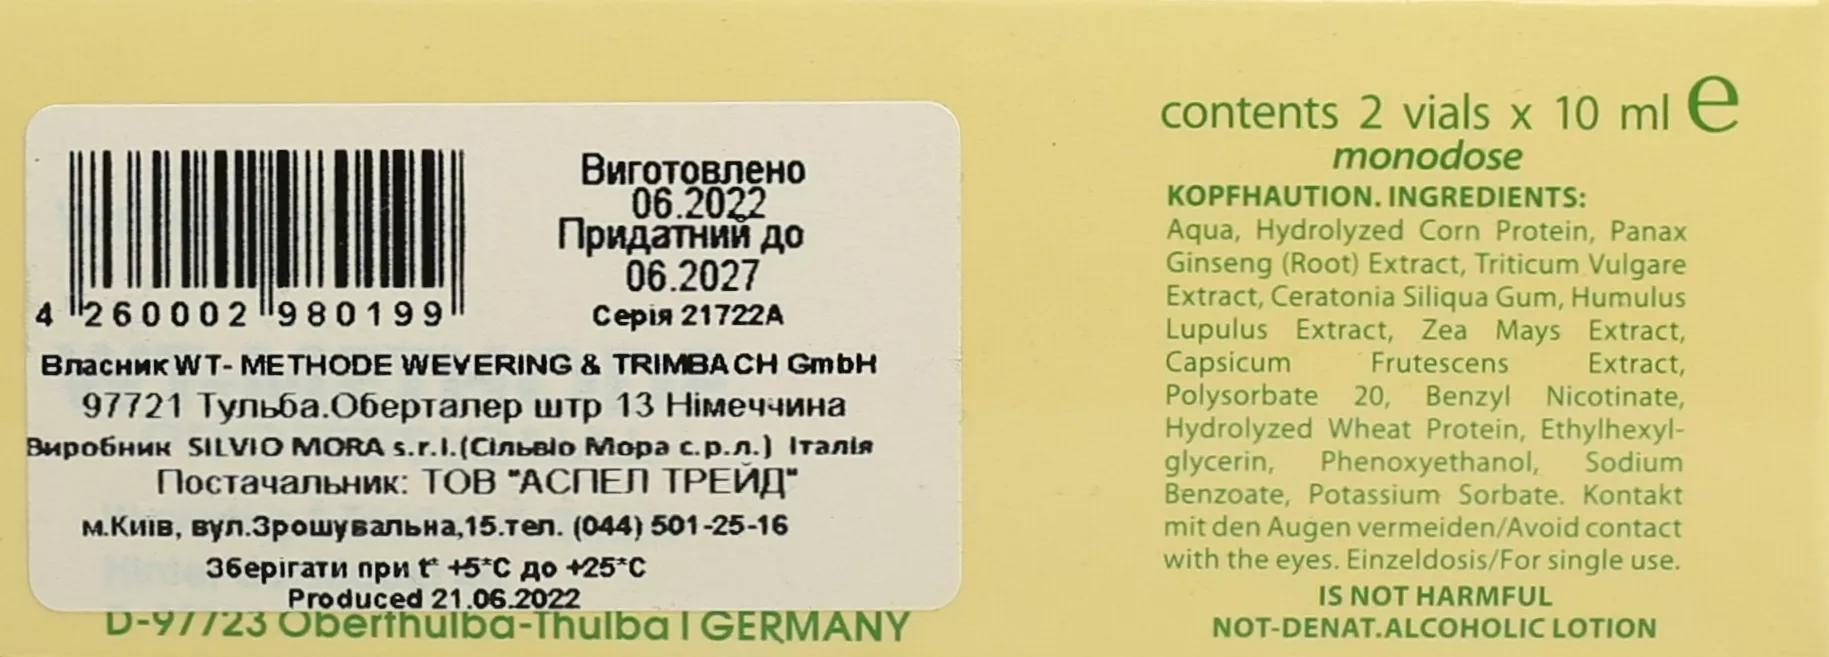 4 260002 980199
Виготовлено
06.2022
Придатний до
06.2027
Серія 21722А
Власник WT- METHODE WEVERING & TRIMBACH GmbH
97721 Тульба.Оберталер штр 13 Німеччина
Виробник SILVIO MORA s.r.l.(Сільвіо Мора с.р.л.) Італія
Постачальник: ТОВ "АСПЕЛ ТРЕЙД"
м.Київ, вул.Зрошувальна,15.тел. (044) 501-25-16
Зберігати при t° +5°C до +25°C
Produced 21.06.2022
D-97723 Oberthulba-Thulba | GERMANY
contents 2 vials x 10 ml e
monodose
KOPFHAUTION. INGREDIENTS:
Aqua, Hydrolyzed Corn Protein, Panax
Ginseng (Root) Extract, Triticum Vulgare
Extract, Ceratonia Siliqua Gum, Humulus
Lupulus Extract, Zea Mays Extract,
Capsicum Frutescens Extract,
Polysorbate 20, Benzyl Nicotinate,
Hydrolyzed Wheat Protein, Ethylhexyl-
glycerin, Phenoxyethanol, Sodium
Benzoate, Potassium Sorbate. Kontakt
mit den Augen vermeiden/Avoid contact
with the eyes. Einzeldosis/For single use.
IS NOT HARMFUL
NOT-DENAT.ALCOHOLIC LOTION